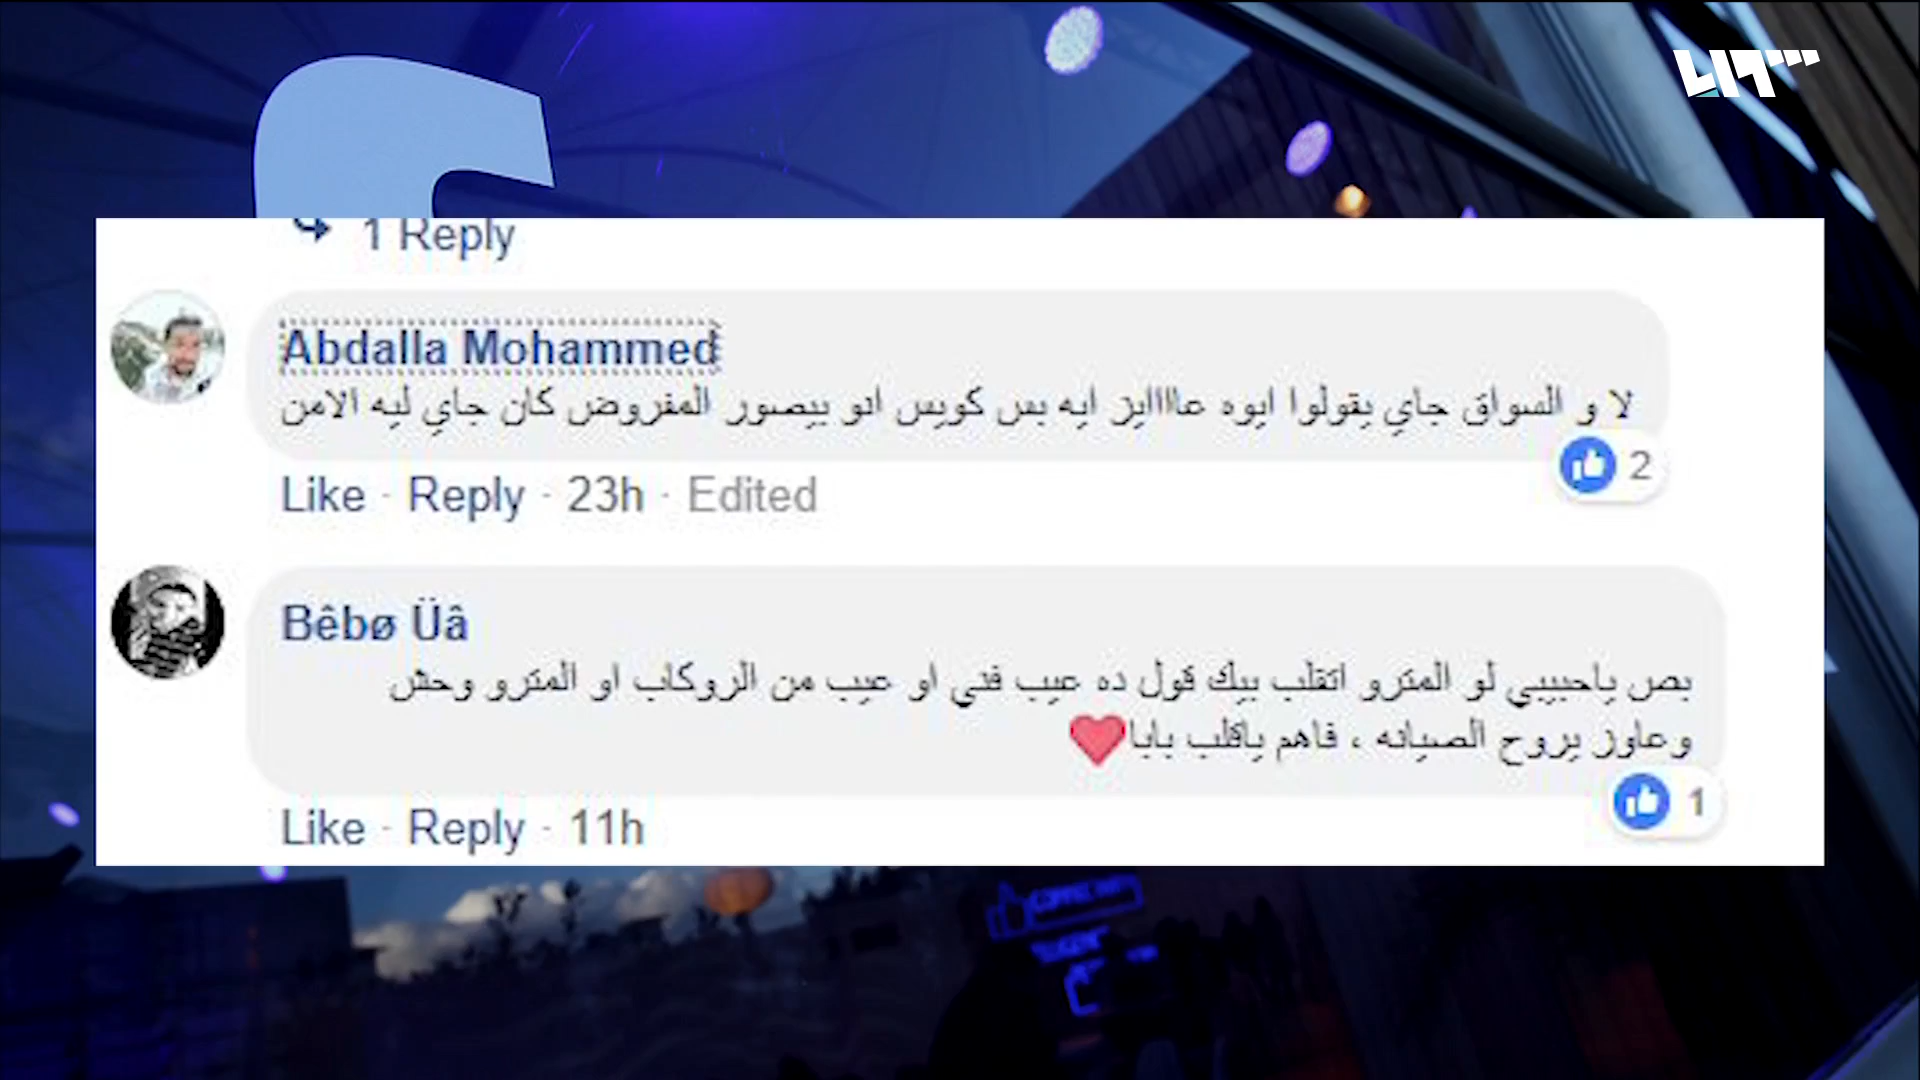 LIT
1 Reply
Abdalla Mohammed
لا و السواق جاي يقولوا ايوه عاااايز ايه بس كويس انو بيصور المفروض كان جاي ليه الامن
2
Like · Reply · 23h · Edited
Bêbø Üâ
بص ياحبيبي لو المترو اتقلب بيك قول ده عيب فني او عيب من الروكاب او المترو وحش
وعاوز يروح الصيانه ، فاهم ياقلب بابا❤
1
Like · Reply · 11h